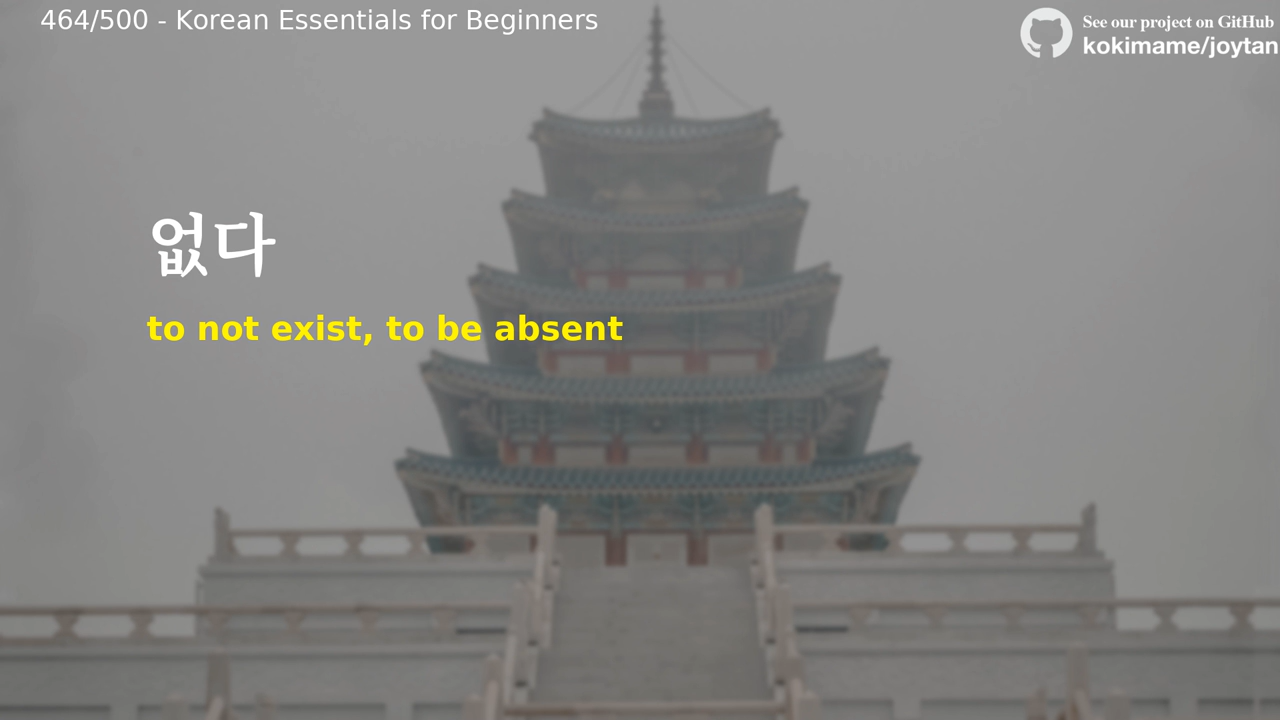 464/500 - Korean Essentials for Beginners
See our project on GitHub
kokimame/joytan
없다
to not exist, to be absent